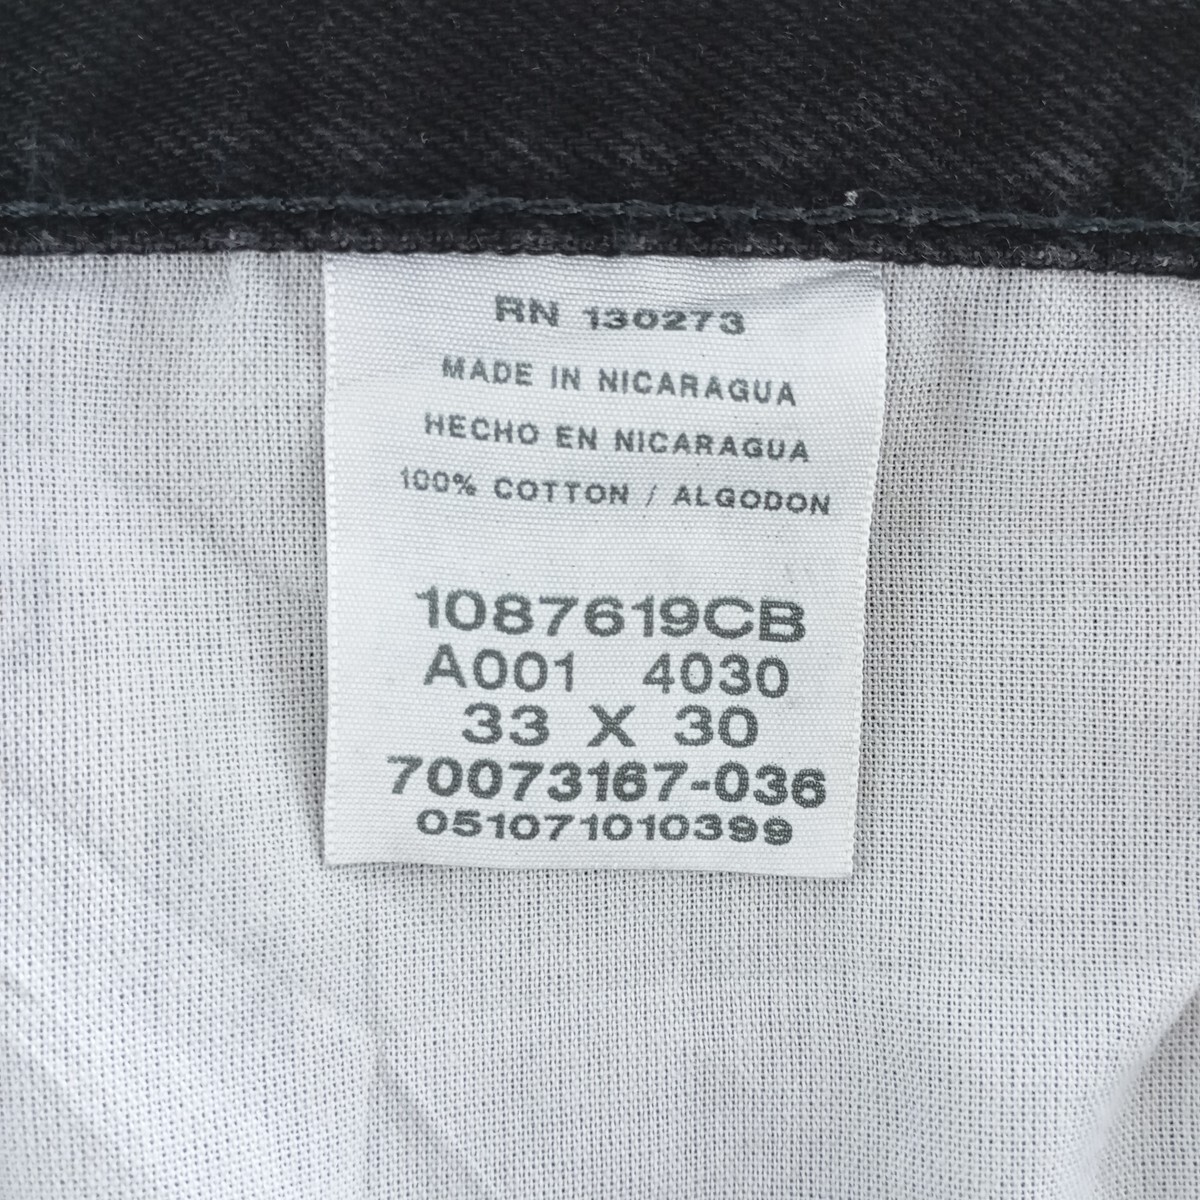 RN 130273
MADE IN NICARAGUA
HECHO EN NICARAGUA
100% COTTON / ALGODON
1087619CB
A001 4030
33 X 30
70073167-036
051071010399